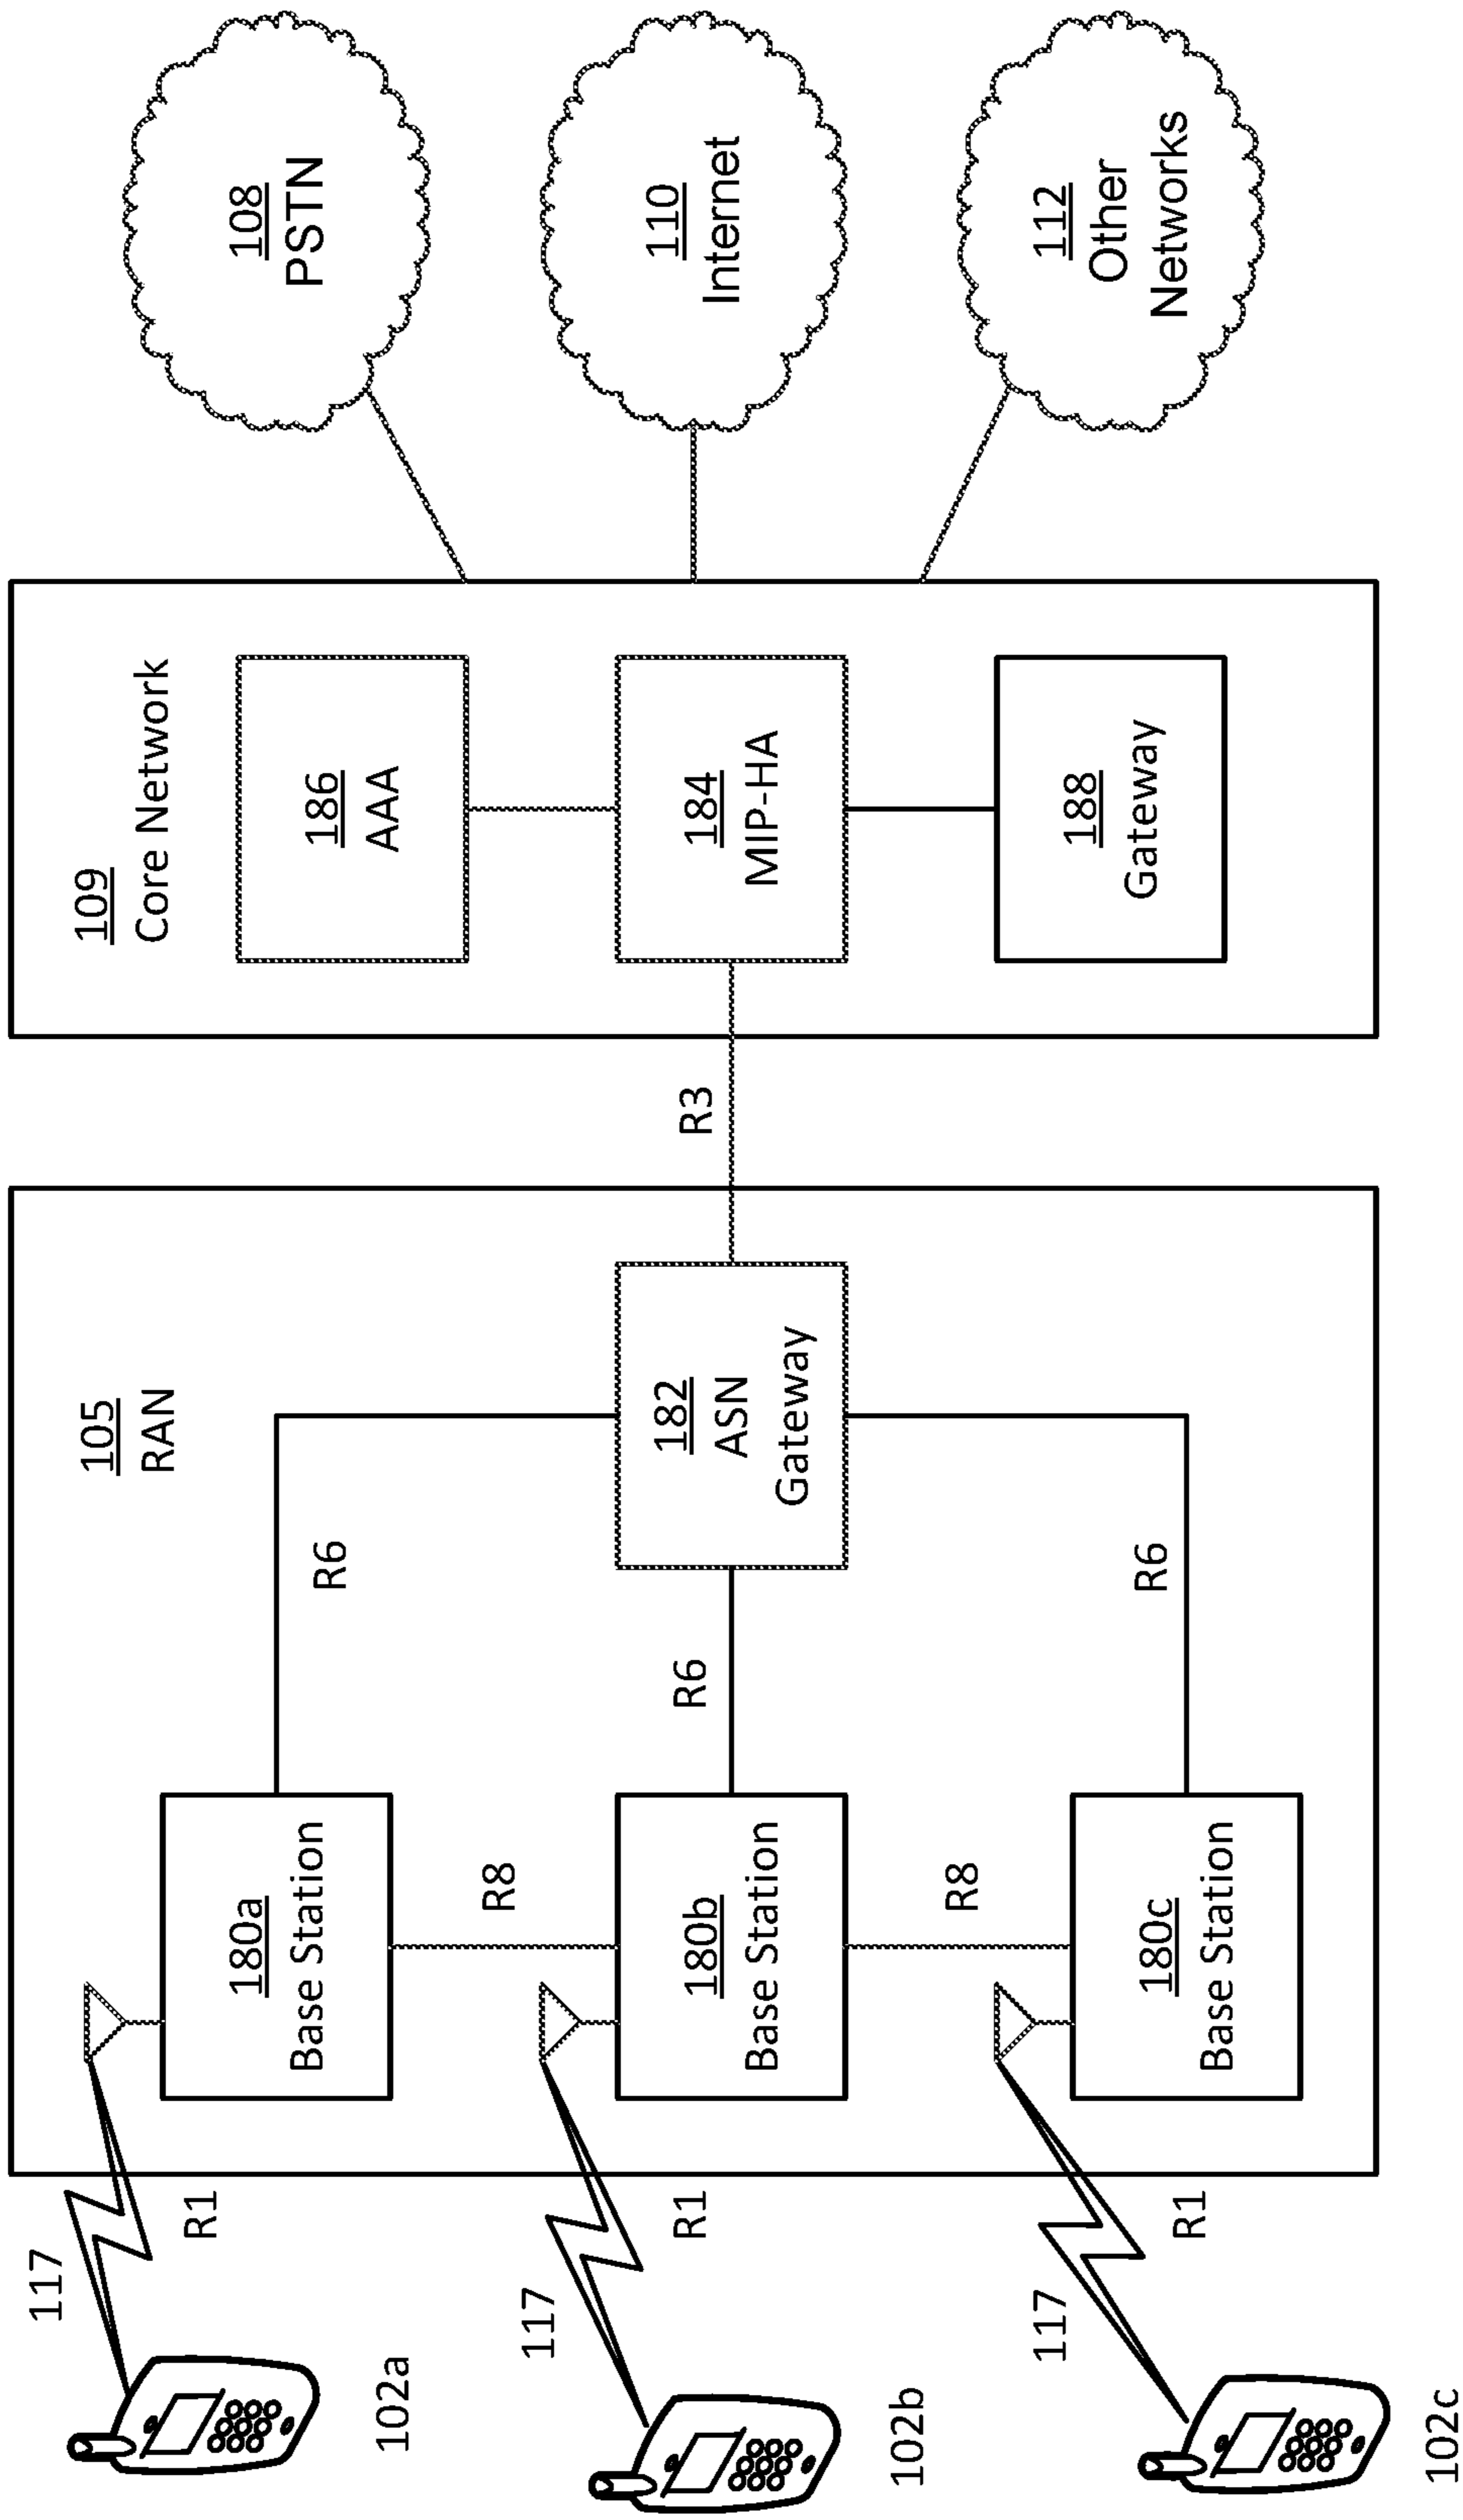 117
R1
102a
117
R1
102b
117
R1
102c
105
RAN
180a
Base Station
R8
180b
Base Station
R8
180c
Base Station
R6
R6
R6
182
ASN
Gateway
R3
109
Core Network
186
AAA
184
MIP-HA
188
Gateway
108
PSTN
110
Internet
112
Other
Networks